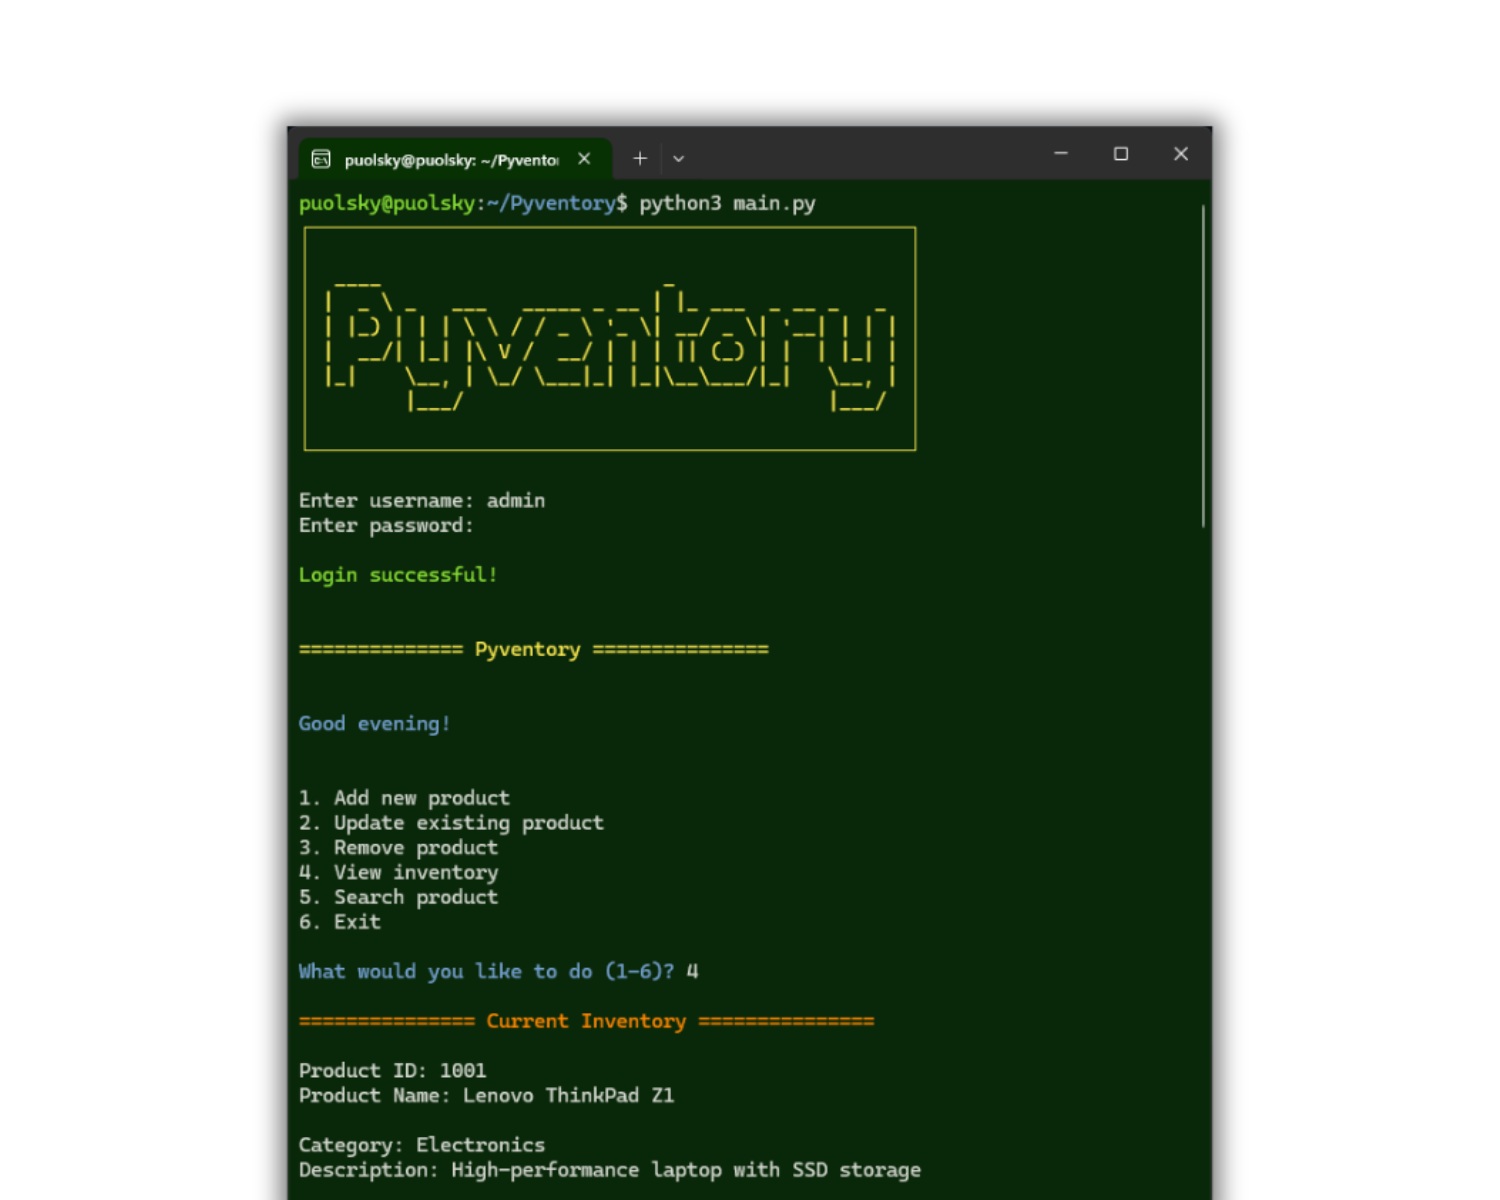 puolsky@puolsky: ~/Pyvento
puolsky@puolsky:~/Pyventory$ python3 main.py
Pyventory
Enter username: admin
Enter password:
Login successful!
============== Pyventory ===============
Good evening!
1. Add new product
2. Update existing product
3. Remove product
4. View inventory
5. Search product
6. Exit
What would you like to do (1-6)? 4
=============== Current Inventory ===============
Product ID: 1001
Product Name: Lenovo ThinkPad Z1
Category: Electronics
Description: High-performance laptop with SSD storage